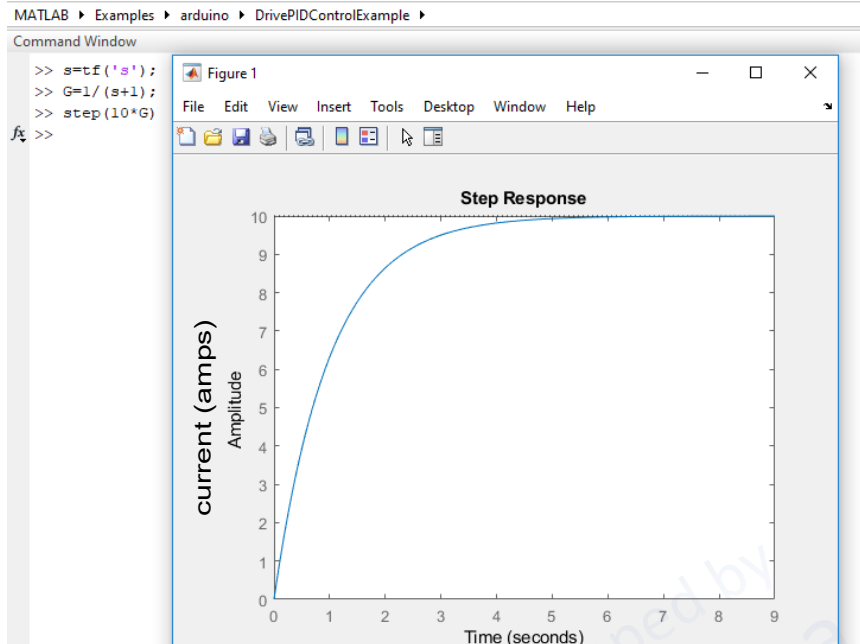 MATLAB ▸ Examples ▸ arduino ▸ DrivePIDControlExample ▸
Command Window
>> s=tf('s');
>> G=1/(s+1);
>> step(10*G)
fx >>
Figure 1
File Edit View Insert Tools Desktop Window Help
Step Response
10
9
8
7
6
5
4
3
2
1
0
current (amps)
Amplitude
0 1 2 3 4 5 6 7 8 9
Time (seconds)